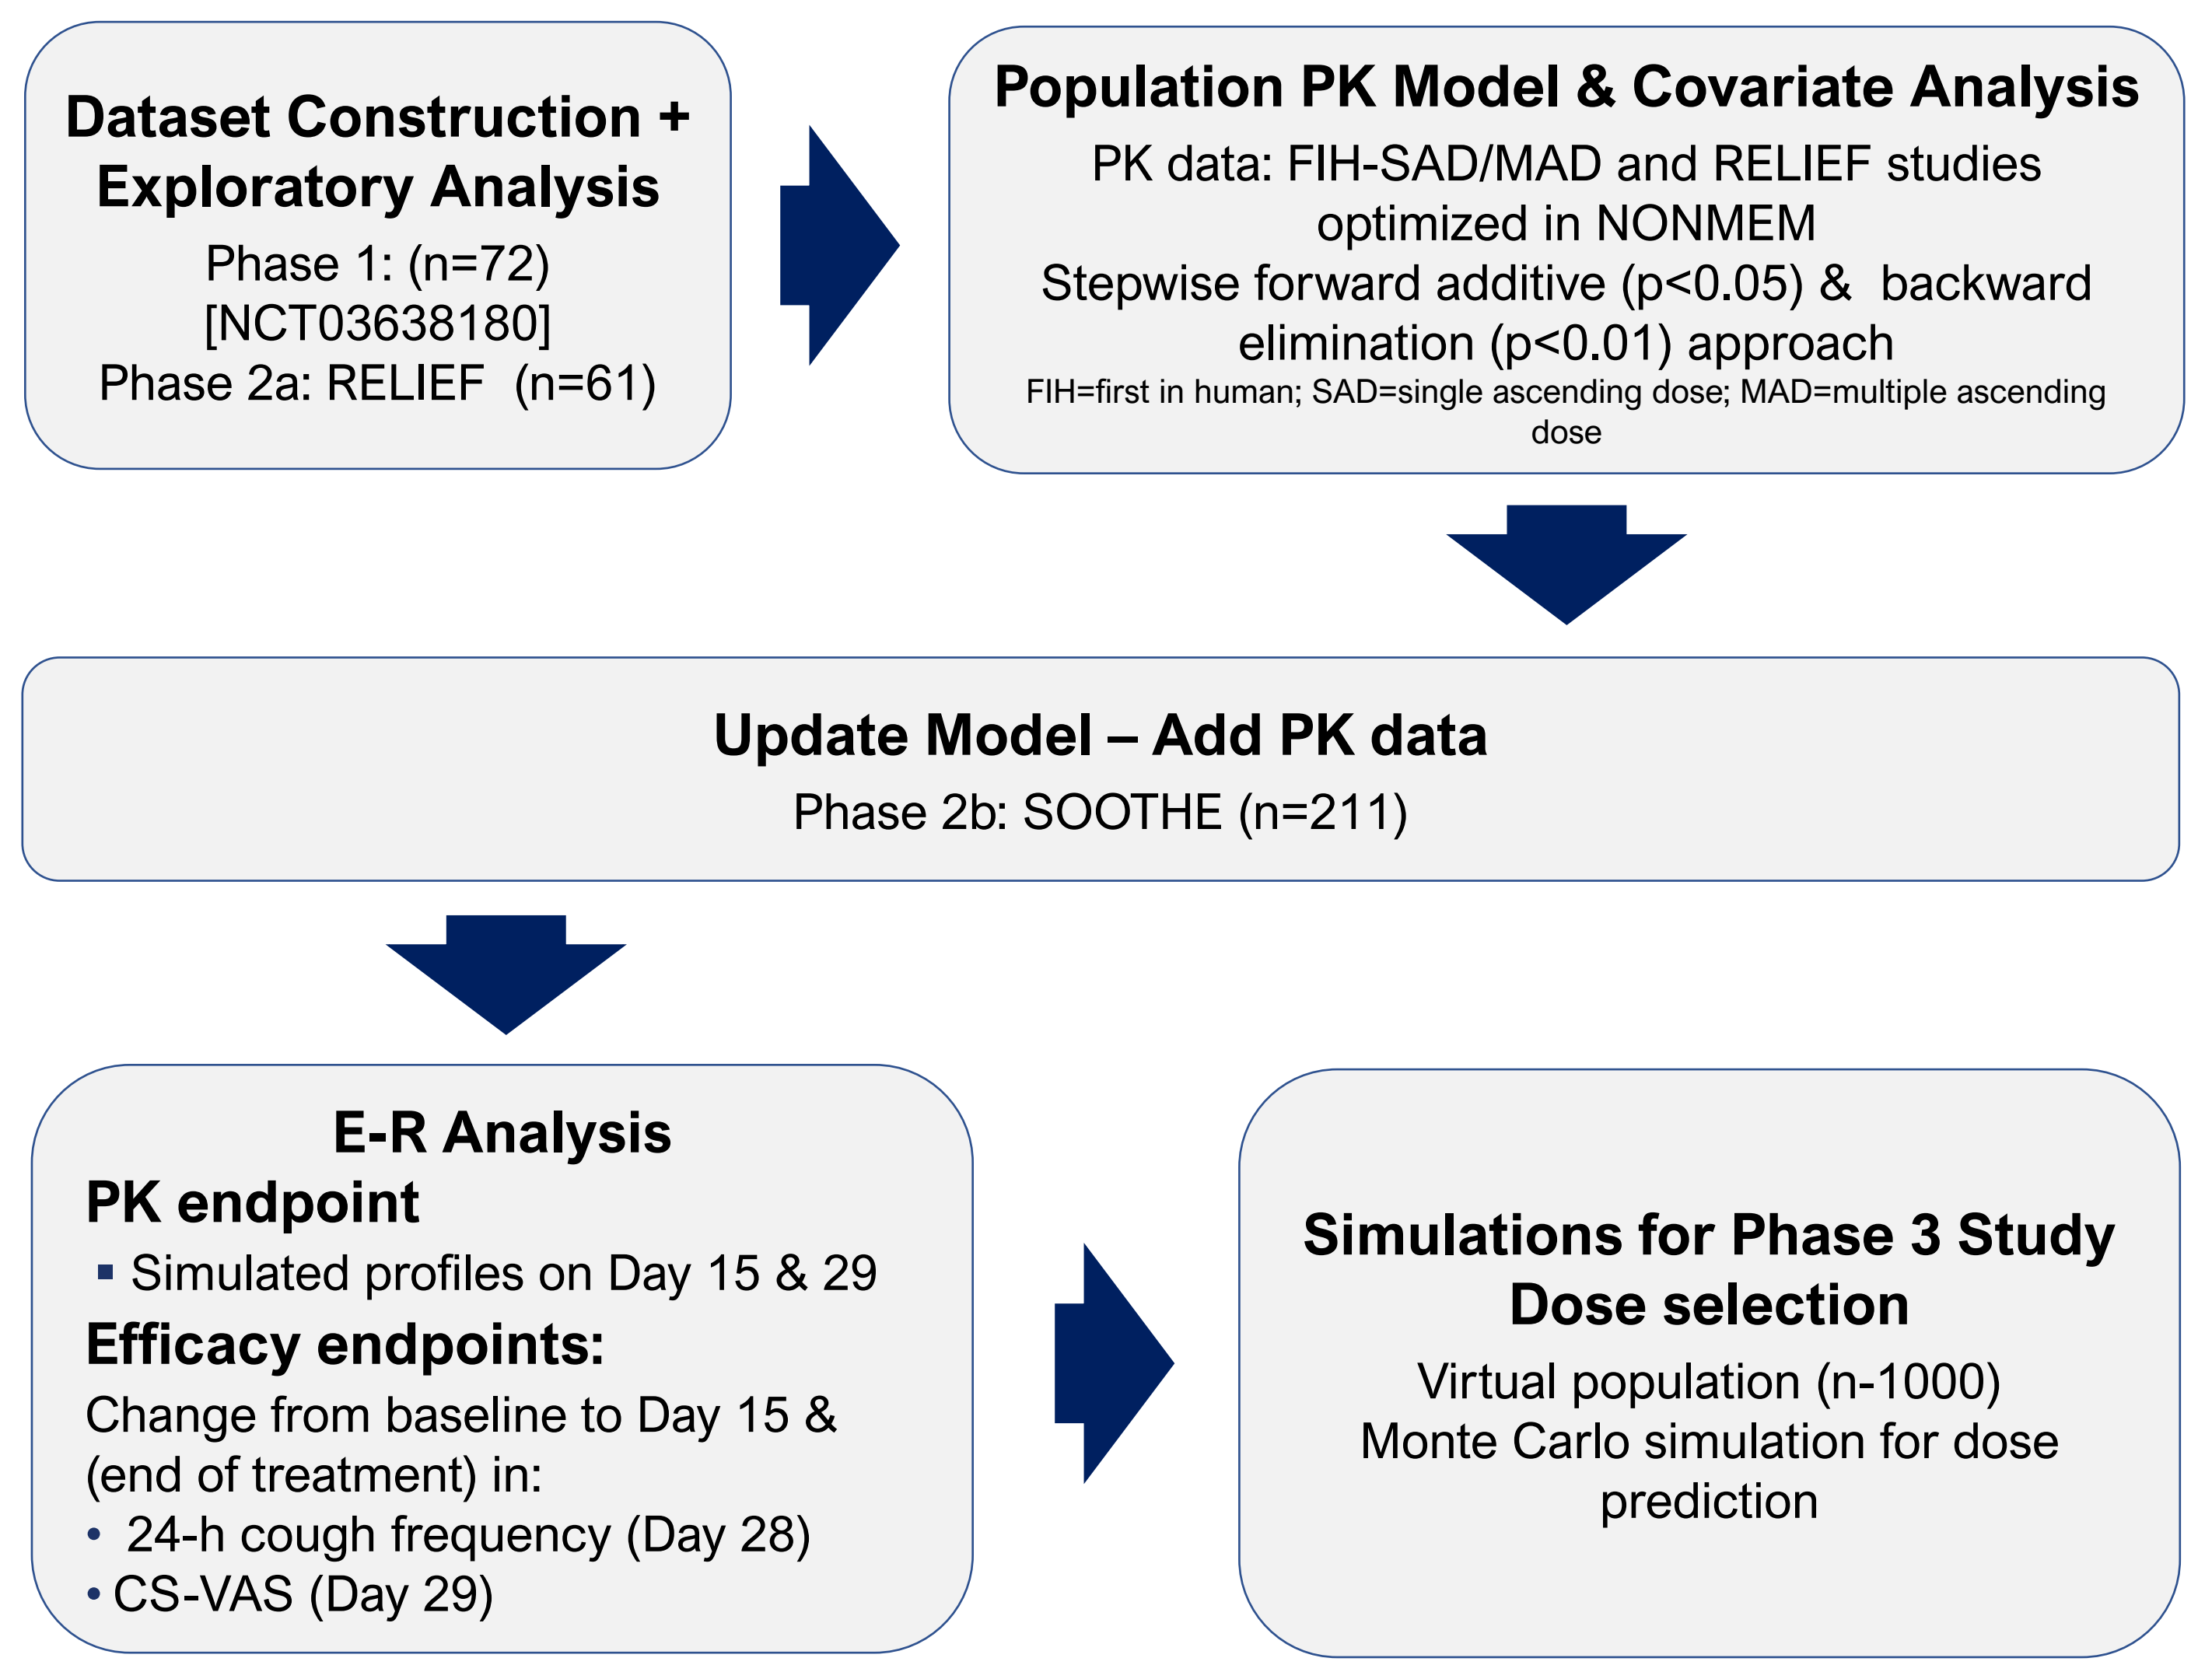 Dataset Construction +
Exploratory Analysis
Phase 1: (n=72)
[NCT03638180]
Phase 2a: RELIEF (n=61)
Population PK Model & Covariate Analysis
PK data: FIH-SAD/MAD and RELIEF studies
optimized in NONMEM
Stepwise forward additive (p<0.05) & backward
elimination (p<0.01) approach
FIH=first in human; SAD=single ascending dose; MAD=multiple ascending
dose
Update Model – Add PK data
Phase 2b: SOOTHE (n=211)
E-R Analysis
PK endpoint
▪ Simulated profiles on Day 15 & 29
Efficacy endpoints:
Change from baseline to Day 15 &
(end of treatment) in:
• 24-h cough frequency (Day 28)
• CS-VAS (Day 29)
Simulations for Phase 3 Study
Dose selection
Virtual population (n-1000)
Monte Carlo simulation for dose
prediction